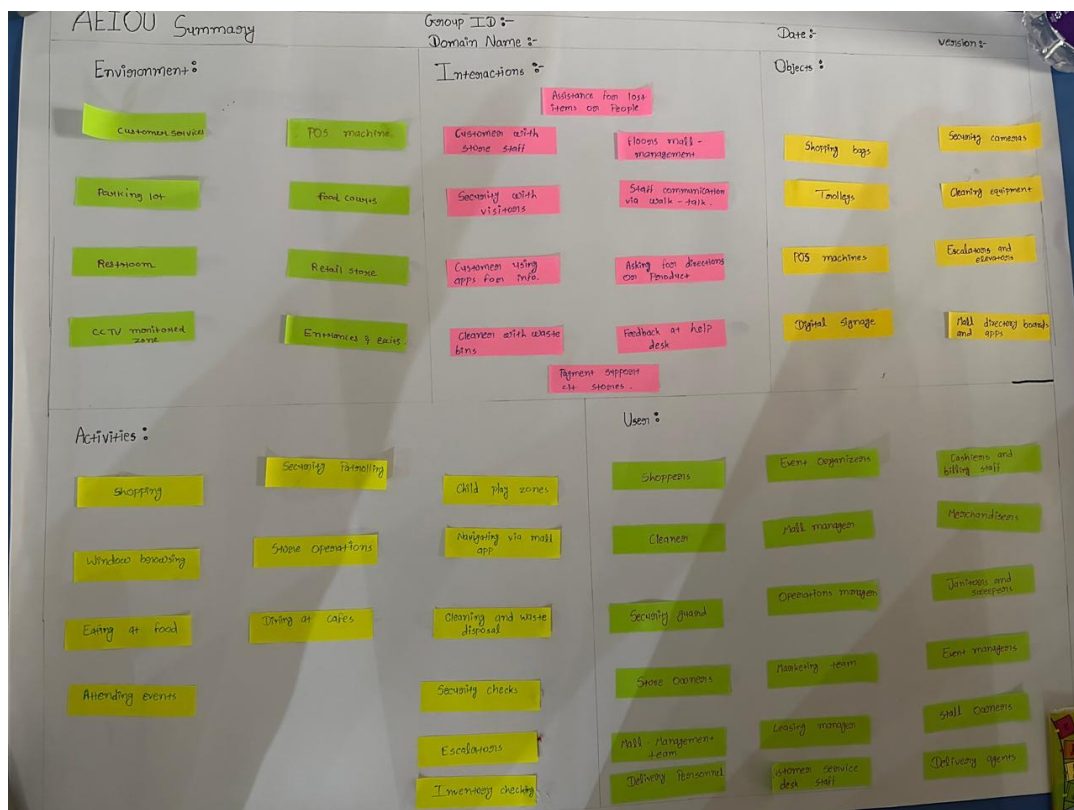 AEIOU Summary
Group ID :-
Domain Name :-
Date :-
version :-
Environment :
Customer services
POS machine
Parking lot
food courts
Restroom
Retail store
CCTV monitored
zone
Entrances & exits.
Interactions :-
Assistance for lost
items or People
Customer with
store staff
Floors mall -
management
Security with
visitors
Staff communication
via walk - talk.
Customer using
apps for info.
Asking for directions
or Product
Cleaner with waste
bins
Feedback at help
desk
Payment support
at stores.
Objects :
Shopping bags
Security cameras
Trolleys
Cleaning equipment
POS machines
Escalators and
elevators
Digital Signage
Mall directory boards
and apps
Activities :
Shopping
Security Patrolling
Child play zones
Window browsing
Store operations
Navigating via mall
app
Eating at food
Dining at cafes
Cleaning and waste
disposal
Attending events
Security checks
Escalators
Inventory checking
User :
Shoppers
Event Organizers
Cashiers and
billing staff
Cleaner
Mall manager
Merchandisers
Security guard
Operations manager
Janitors and
sweepers
Store Owners
Marketing team
Event managers
Mall - Management
team
Leasing manager
Stall Owners
Delivery Personnel
ustomer service
desk staff
Delivery agents